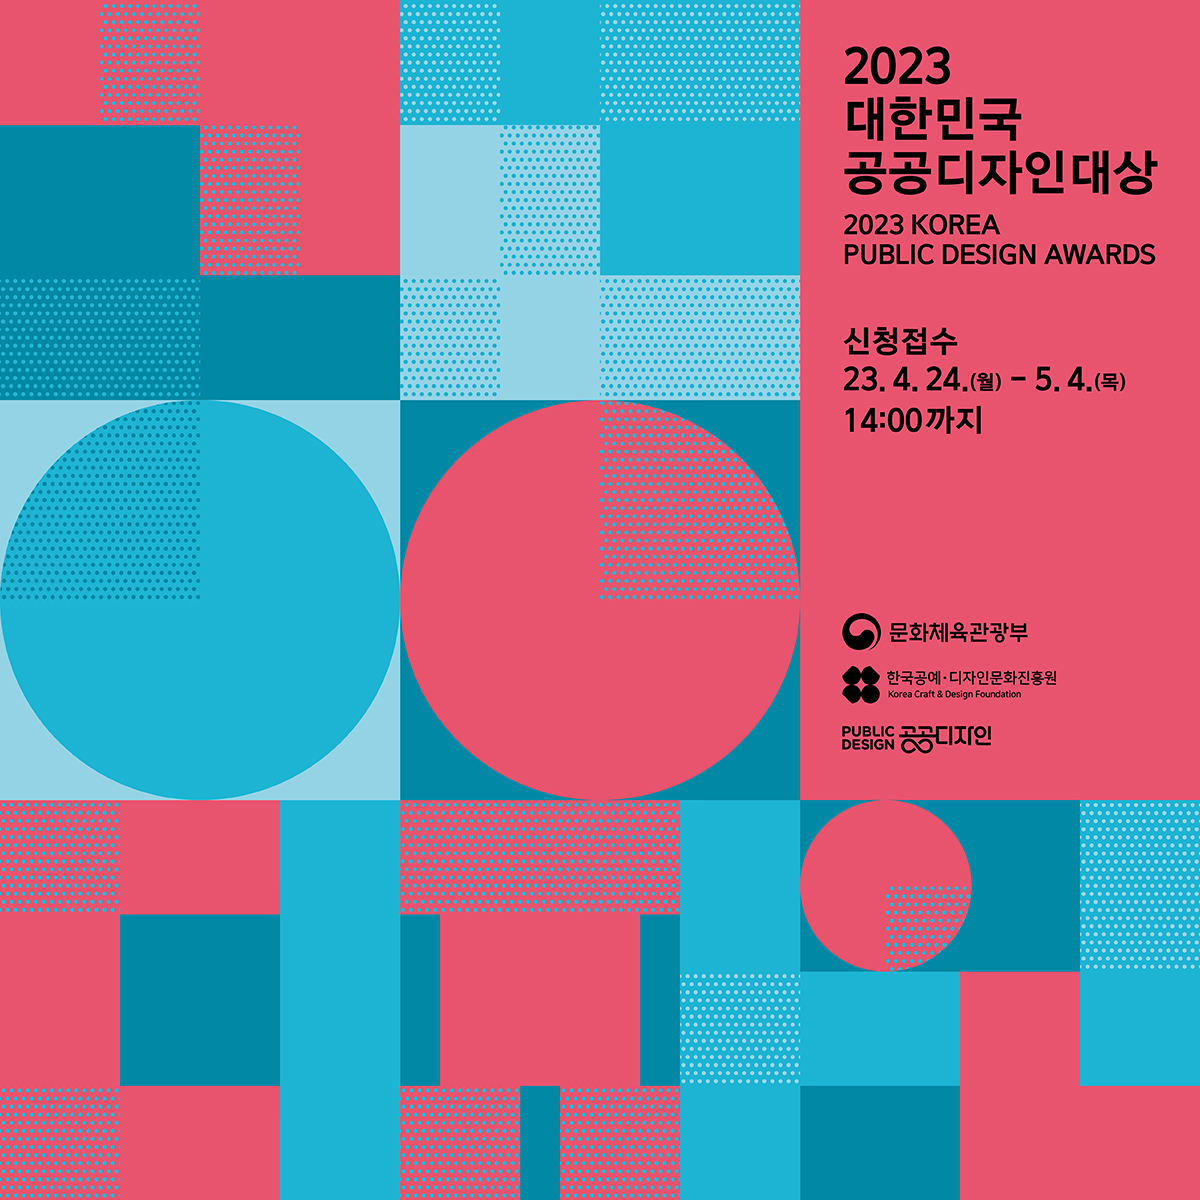 2023
대한민국
공공디자인대상
2023 KOREA
PUBLIC DESIGN AWARDS
신청접수
23. 4. 24.(월) – 5. 4.(목)
14:00까지
문화체육관광부
한국공예·디자인문화진흥원
Korea Craft & Design Foundation
PUBLIC
DESIGN 공공디자인